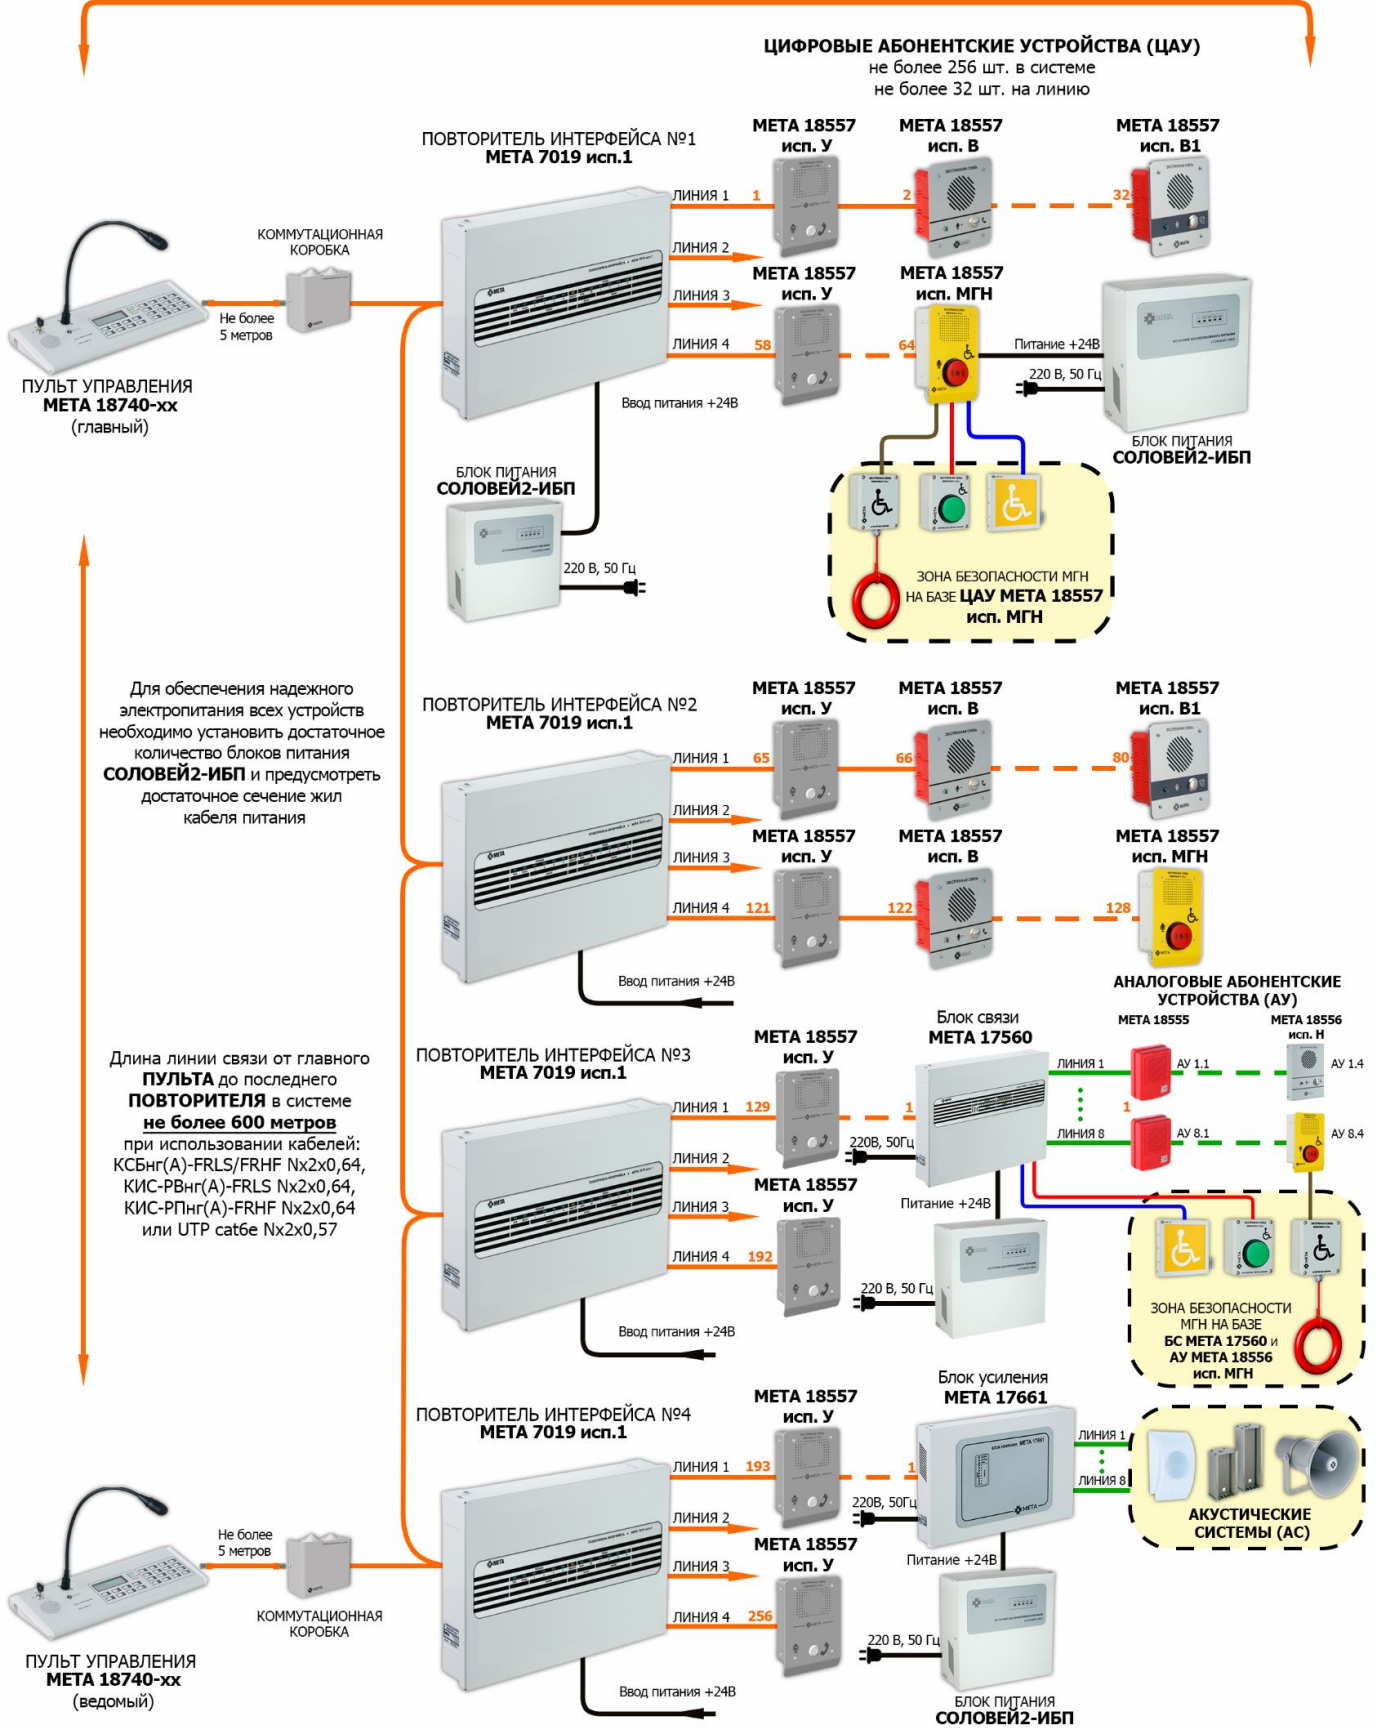 ЦИФРОВЫЕ АБОНЕНТСКИЕ УСТРОЙСТВА (ЦАУ)
не более 256 шт. в системе
не более 32 шт. на линию
ПОВТОРИТЕЛЬ ИНТЕРФЕЙСА №1
МЕТА 7019 исп.1
МЕТА 18557
исп. У
МЕТА 18557
исп. В
МЕТА 18557
исп. В1
ЛИНИЯ 1
1
2
32
ЛИНИЯ 2
ЛИНИЯ 3
ЛИНИЯ 4
МЕТА 18557
исп. У
МЕТА 18557
исп. МГН
58
64
КОММУТАЦИОННАЯ
КОРОБКА
Не более
5 метров
ПУЛЬТ УПРАВЛЕНИЯ
МЕТА 18740-xx
(главный)
Питание +24В
220 В, 50 Гц
БЛОК ПИТАНИЯ
СОЛОВЕЙ2-ИБП
Ввод питания +24В
БЛОК ПИТАНИЯ
СОЛОВЕЙ2-ИБП
220 В, 50 Гц
ЗОНА БЕЗОПАСНОСТИ МГН
НА БАЗЕ ЦАУ МЕТА 18557
исп. МГН
Для обеспечения надежного
электропитания всех устройств
необходимо установить достаточное
количество блоков питания
СОЛОВЕЙ2-ИБП и предусмотреть
достаточное сечение жил
кабеля питания
ПОВТОРИТЕЛЬ ИНТЕРФЕЙСА №2
МЕТА 7019 исп.1
МЕТА 18557
исп. У
МЕТА 18557
исп. В
МЕТА 18557
исп. В1
ЛИНИЯ 1
65
66
80
ЛИНИЯ 2
ЛИНИЯ 3
ЛИНИЯ 4
МЕТА 18557
исп. У
МЕТА 18557
исп. В
МЕТА 18557
исп. МГН
121
122
128
Ввод питания +24В
АНАЛОГОВЫЕ АБОНЕНТСКИЕ
УСТРОЙСТВА (АУ)
МЕТА 18555
МЕТА 18556
исп. Н
Длина линии связи от главного
ПУЛЬТА до последнего
ПОВТОРИТЕЛЯ в системе
не более 600 метров
при использовании кабелей:
КСБнг(А)-FRLS/FRHF Nx2x0,64,
КИС-РВнг(А)-FRLS Nx2x0,64,
КИС-РПнг(А)-FRHF Nx2x0,64
или UTP cat6e Nx2x0,57
ПОВТОРИТЕЛЬ ИНТЕРФЕЙСА №3
МЕТА 7019 исп.1
МЕТА 18557
исп. У
Блок связи
МЕТА 17560
ЛИНИЯ 1
129
1
ЛИНИЯ 2
ЛИНИЯ 3
ЛИНИЯ 4
МЕТА 18557
исп. У
192
220В, 50Гц
ЛИНИЯ 1
АУ 1.1
АУ 1.4
1
ЛИНИЯ 8
АУ 8.1
АУ 8.4
Питание +24В
220 В, 50 Гц
Ввод питания +24В
ЗОНА БЕЗОПАСНОСТИ
МГН НА БАЗЕ
БС МЕТА 17560 и
АУ МЕТА 18556
исп. МГН
ПОВТОРИТЕЛЬ ИНТЕРФЕЙСА №4
МЕТА 7019 исп.1
МЕТА 18557
исп. У
Блок усиления
МЕТА 17661
ЛИНИЯ 1
193
1
ЛИНИЯ 2
ЛИНИЯ 3
ЛИНИЯ 4
МЕТА 18557
исп. У
256
220В, 50Гц
ЛИНИЯ 1
ЛИНИЯ 8
АКУСТИЧЕСКИЕ
СИСТЕМЫ (АС)
Питание +24В
220 В, 50 Гц
БЛОК ПИТАНИЯ
СОЛОВЕЙ2-ИБП
Ввод питания +24В
Не более
5 метров
КОММУТАЦИОННАЯ
КОРОБКА
ПУЛЬТ УПРАВЛЕНИЯ
МЕТА 18740-xx
(ведомый)